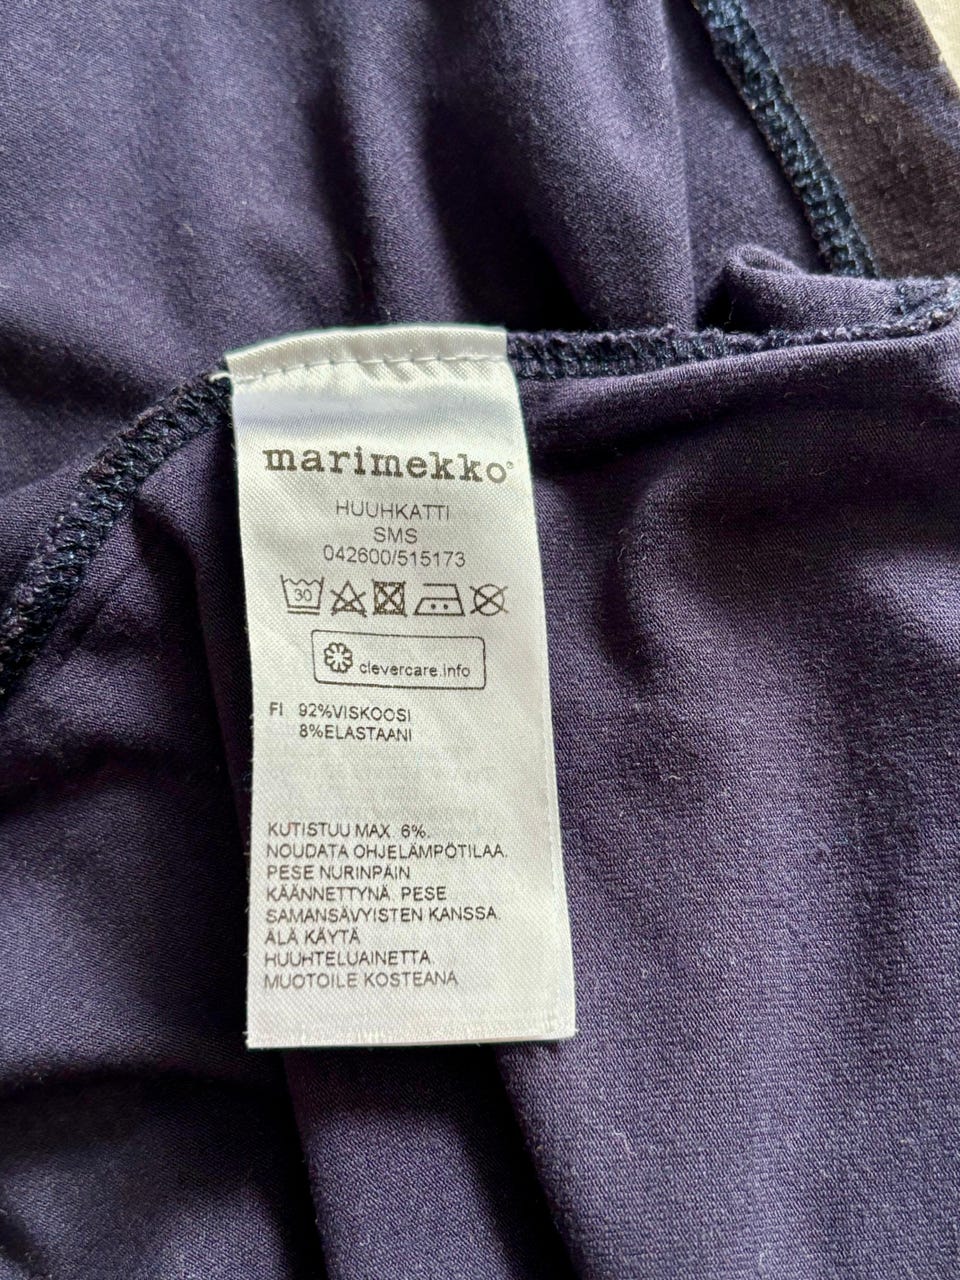 marimekko®
HUUHKATTI
SMS
042600/515173
30
clevercare.info
FI 92%VISKOOSI
8%ELASTAANI
KUTISTUU MAX. 6%.
NOUDATA OHJELÄMPÖTILAA.
PESE NURINPÄIN
KÄÄNNETTYNÄ. PESE
SAMANSÄVYISTEN KANSSA.
ÄLÄ KÄYTÄ
HUUHTELUAINETTA.
MUOTOILE KOSTEANA